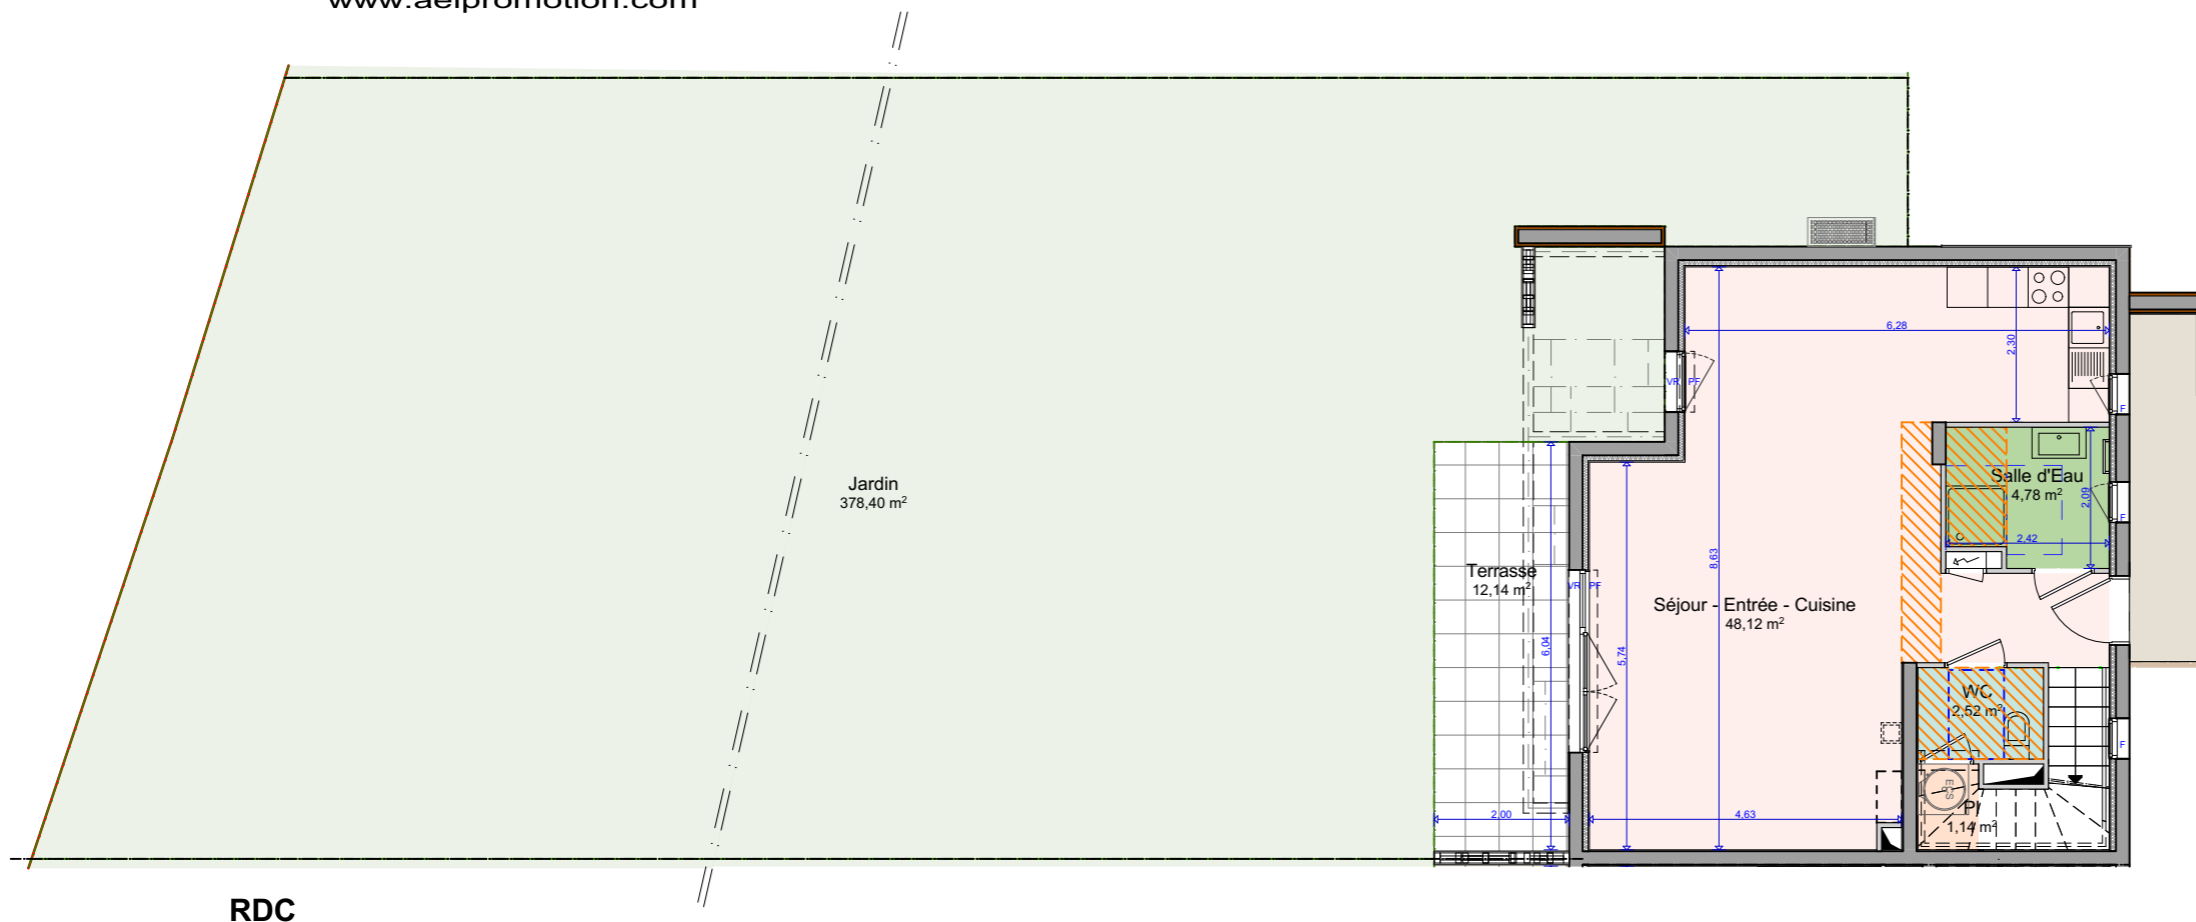 www.aeipromotion.com
6,28
2,30
VR PF
F
Jardin
378,40 m²
Salle d'Eau
4,78 m²
2,09
F
2,42
8,63
Terrasse
12,14 m²
VR PF
Séjour - Entrée - Cuisine
48,12 m²
6,04
5,74
WC
2,52 m²
F
ECS
Pl
1,14 m²
2,00
4,63
RDC